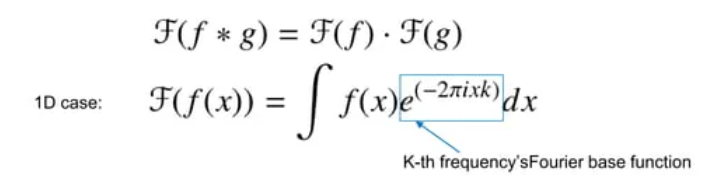 ℱ(f * g) = ℱ(f) · ℱ(g)
1D case: ℱ(f(x)) = ∫ f(x)e^(−2πixk) dx
K-th frequency'sFourier base function